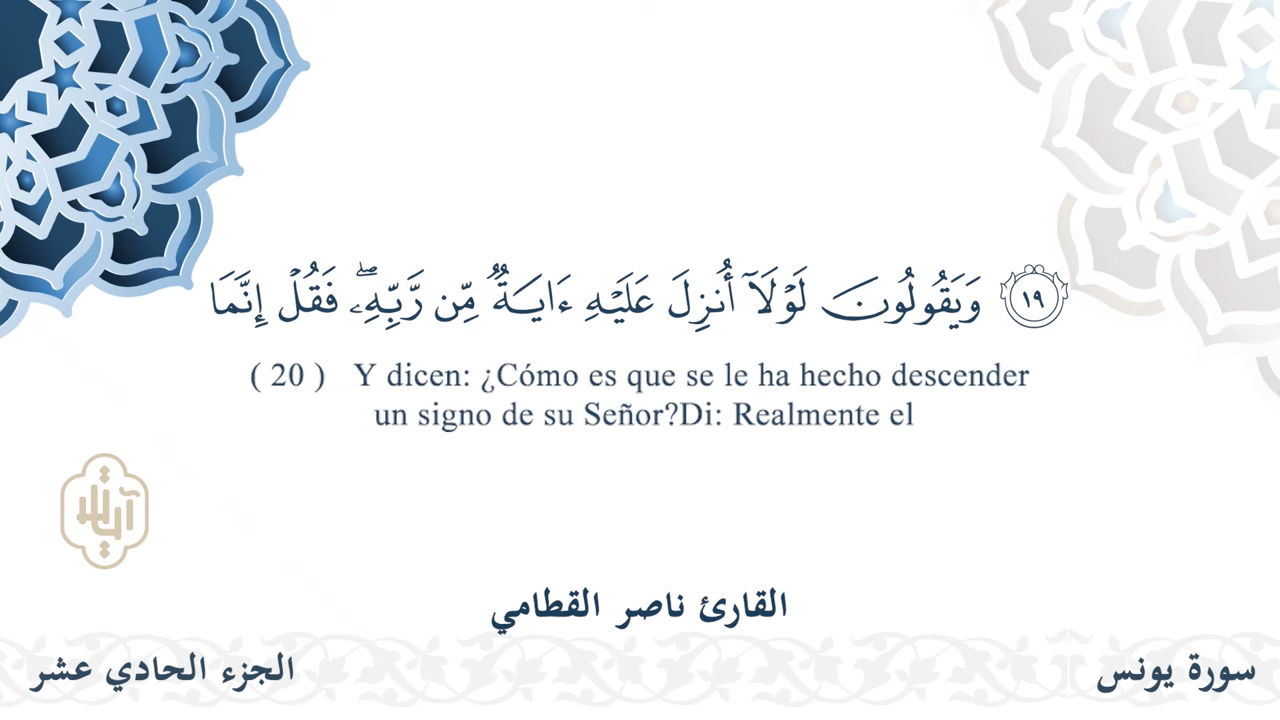 ١٩ وَيَقُولُونَ لَوْلَآ أُنزِلَ عَلَيْهِ ءَايَةٌ مِّن رَّبِّهِۦ ۖ فَقُلْ إِنَّمَا
( 20 ) Y dicen: ¿Cómo es que se le ha hecho descender
un signo de su Señor?Di: Realmente el
القارئ ناصر القطامي
سورة يونس
الجزء الحادي عشر